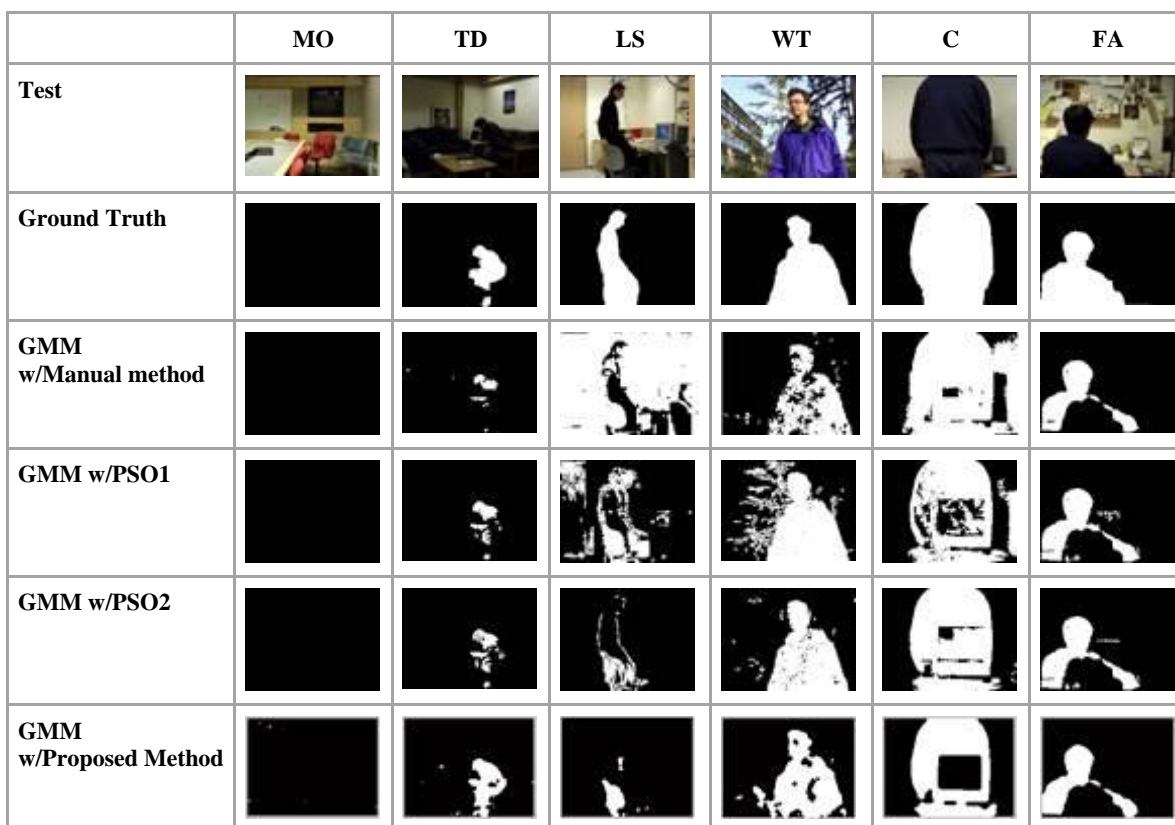 MO TD LS WT C FA
Test
Ground Truth
GMM
w/Manual method
GMM w/PSO1
GMM w/PSO2
GMM
w/Proposed Method